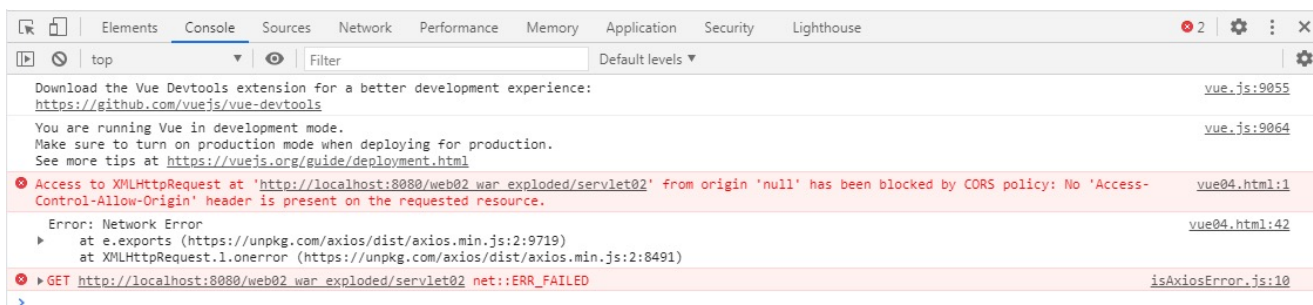 Elements Console Sources Network Performance Memory Application Security Lighthouse 2
top Filter Default levels
Download the Vue Devtools extension for a better development experience: vue.js:9055
https://github.com/vuejs/vue-devtools
You are running Vue in development mode. vue.js:9064
Make sure to turn on production mode when deploying for production.
See more tips at https://vuejs.org/guide/deployment.html
Access to XMLHttpRequest at 'http://localhost:8080/web02_war_exploded/servlet02' from origin 'null' has been blocked by CORS policy: No 'Access- vue04.html:1
Control-Allow-Origin' header is present on the requested resource.
Error: Network Error vue04.html:42
at e.exports (https://unpkg.com/axios/dist/axios.min.js:2:9719)
at XMLHttpRequest.l.onerror (https://unpkg.com/axios/dist/axios.min.js:2:8491)
GET http://localhost:8080/web02_war_exploded/servlet02 net::ERR_FAILED isAxiosError.js:10